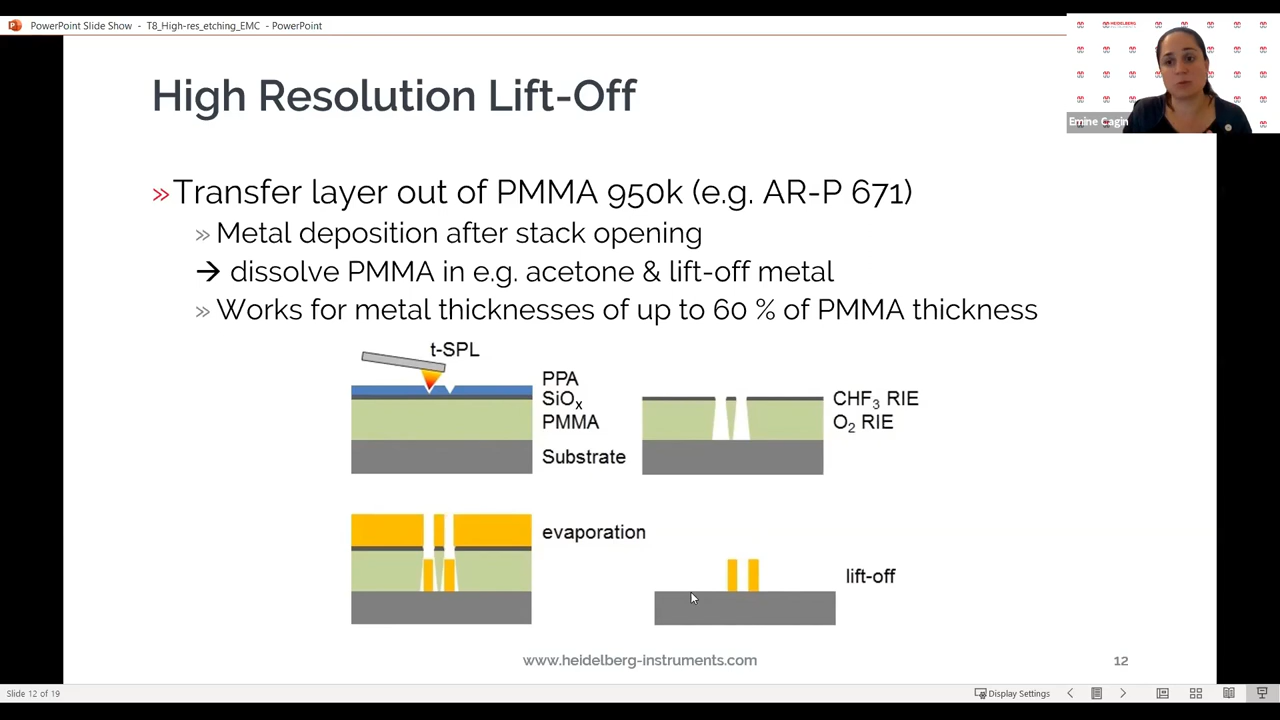 PowerPoint Slide Show - T8_High-res_etching_EMC - PowerPoint
HEIDELBERG
Emine Cagin
High Resolution Lift-Off
» Transfer layer out of PMMA 950k (e.g. AR-P 671)
» Metal deposition after stack opening
→ dissolve PMMA in e.g. acetone & lift-off metal
» Works for metal thicknesses of up to 60 % of PMMA thickness
t-SPL
PPA
SiOx
PMMA
Substrate
CHF3 RIE
O2 RIE
evaporation
lift-off
www.heidelberg-instruments.com
12
Slide 12 of 19
Display Settings